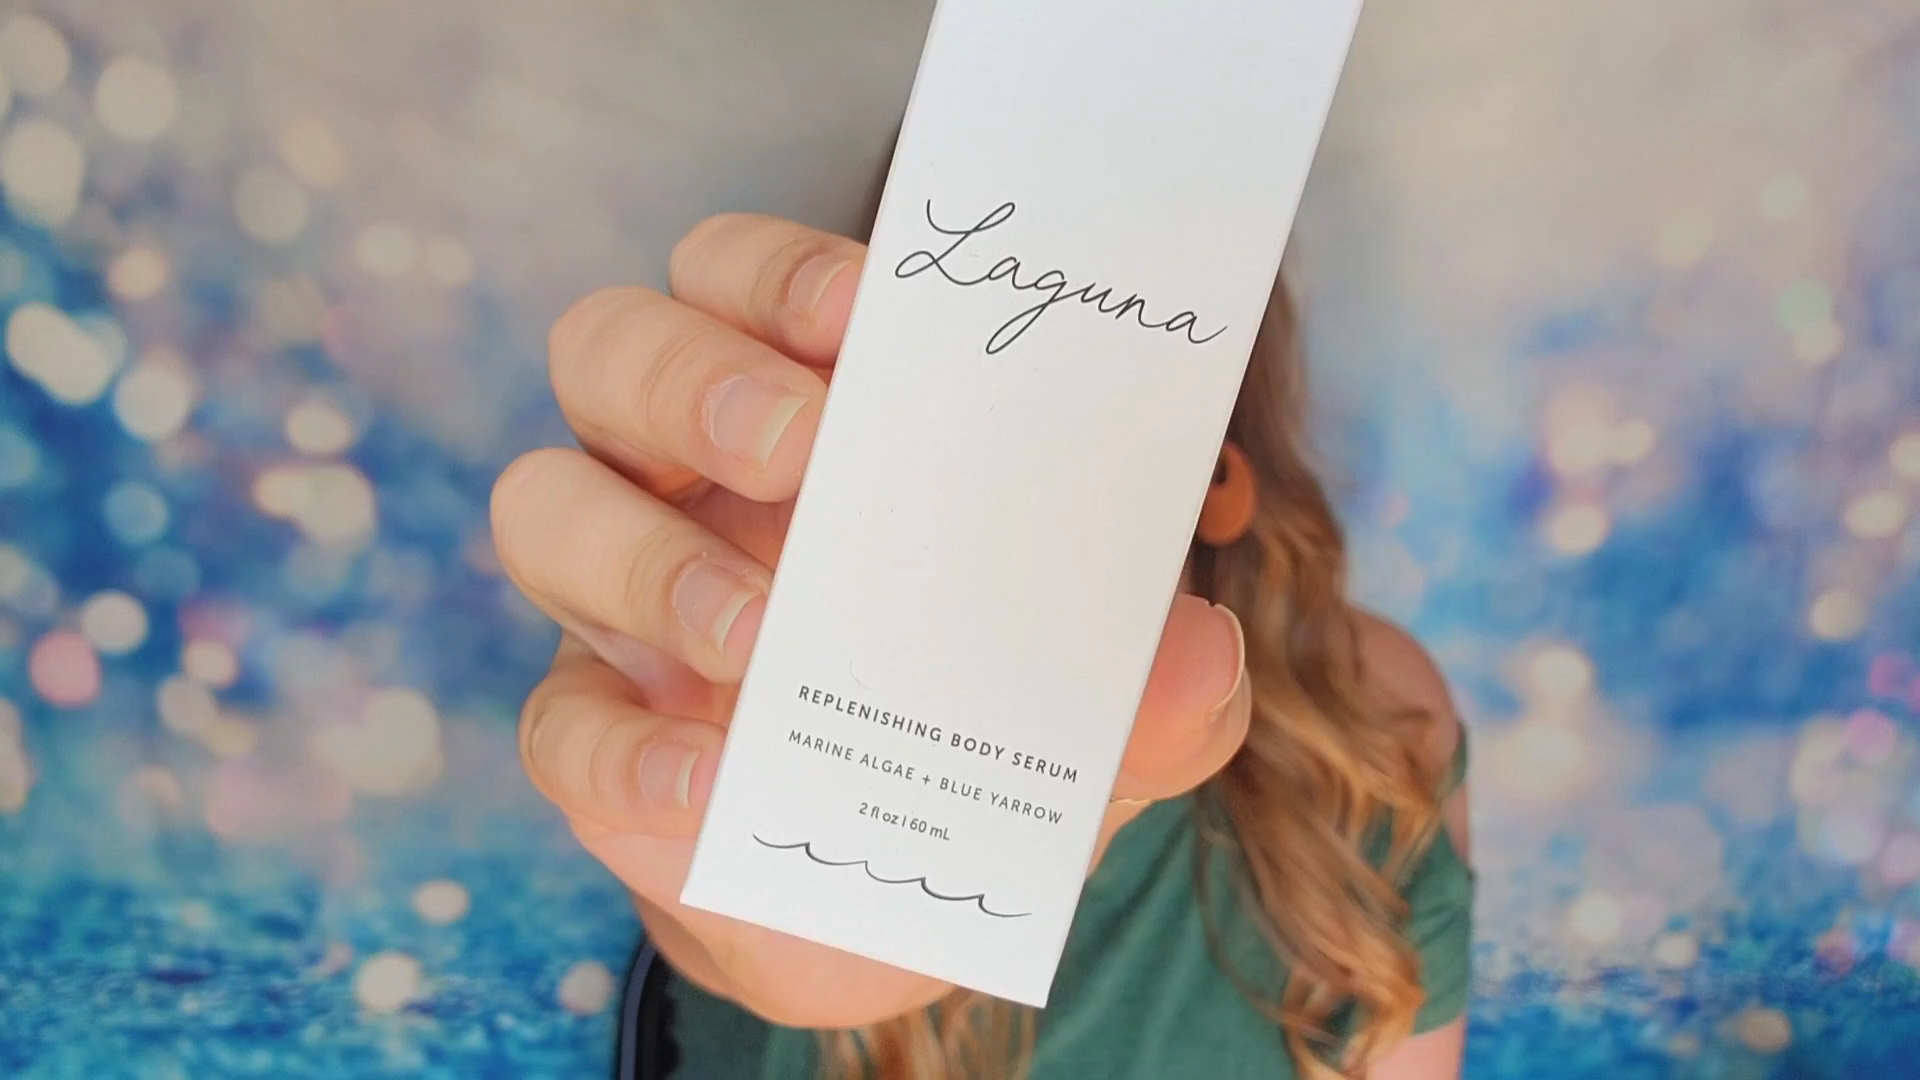 Laguna
REPLENISHING BODY SERUM
MARINE ALGAE + BLUE YARROW
2 fl oz | 60 mL